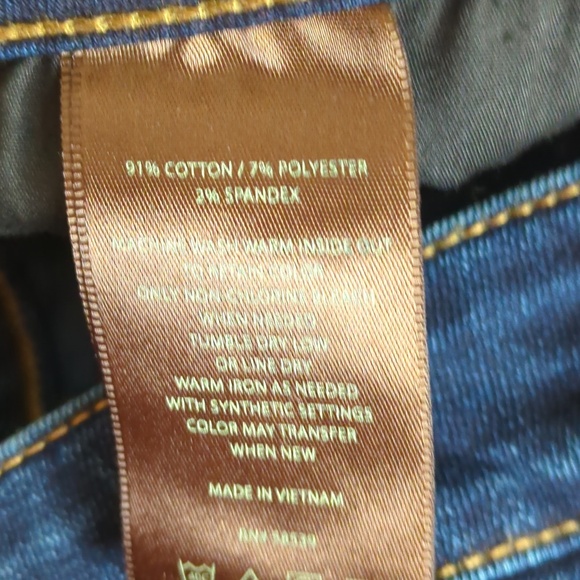 91% COTTON / 7% POLYESTER
2% SPANDEX
MACHINE WASH WARM INSIDE OUT
TO RETAIN COLOR
ONLY NON-CHLORINE BLEACH
WHEN NEEDED
TUMBLE DRY LOW
OR LINE DRY
WARM IRON AS NEEDED
WITH SYNTHETIC SETTINGS
COLOR MAY TRANSFER
WHEN NEW
MADE IN VIETNAM
58539